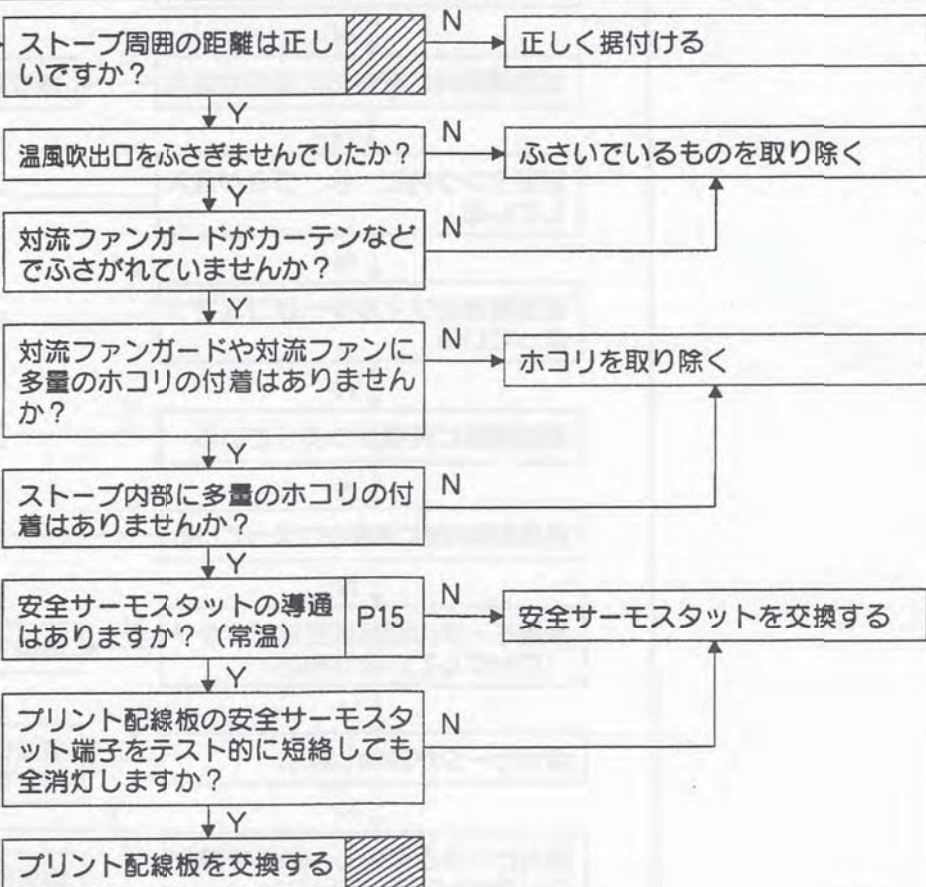 ストーブ周囲の距離は正し
いですか？
N
正しく据付ける
Y
温風吹出口をふさぎませんでしたか？
N
ふさいでいるものを取り除く
Y
対流ファンガードがカーテンなど
でふさがれていませんか？
N
Y
対流ファンガードや対流ファンに
多量のホコリの付着はありません
か？
N
ホコリを取り除く
Y
ストーブ内部に多量のホコリの付
着はありませんか？
N
Y
安全サーモスタットの導通
はありますか？（常温）
P15
N
安全サーモスタットを交換する
Y
プリント配線板の安全サーモスタ
ット端子をテスト的に短絡しても
全消灯しますか？
N
Y
プリント配線板を交換する